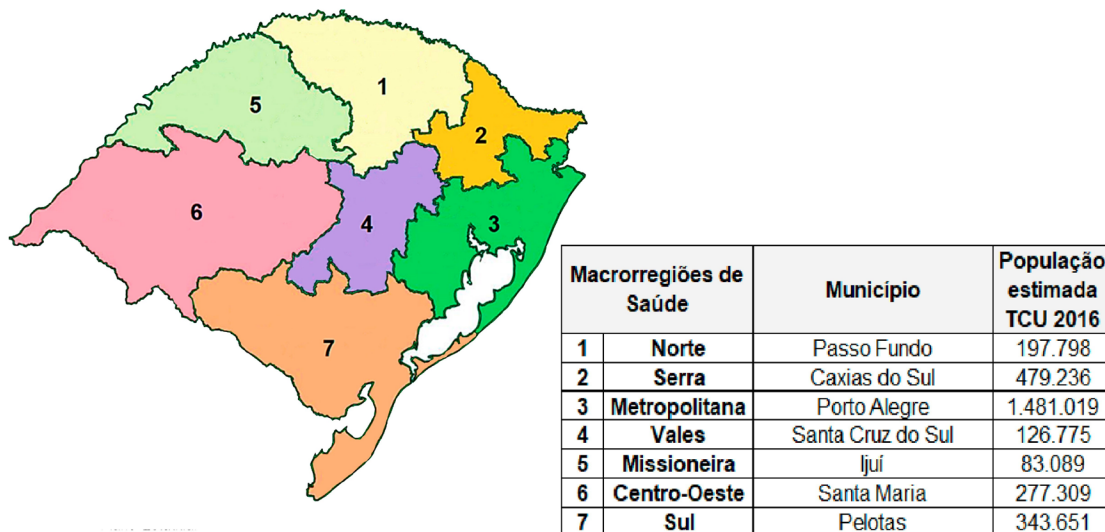 1
5
2
6
4
3
7
Macrorregiões de Saúde | Município | População estimada TCU 2016
1 | Norte | Passo Fundo | 197.798
2 | Serra | Caxias do Sul | 479.236
3 | Metropolitana | Porto Alegre | 1.481.019
4 | Vales | Santa Cruz do Sul | 126.775
5 | Missioneira | Ijuí | 83.089
6 | Centro-Oeste | Santa Maria | 277.309
7 | Sul | Pelotas | 343.651